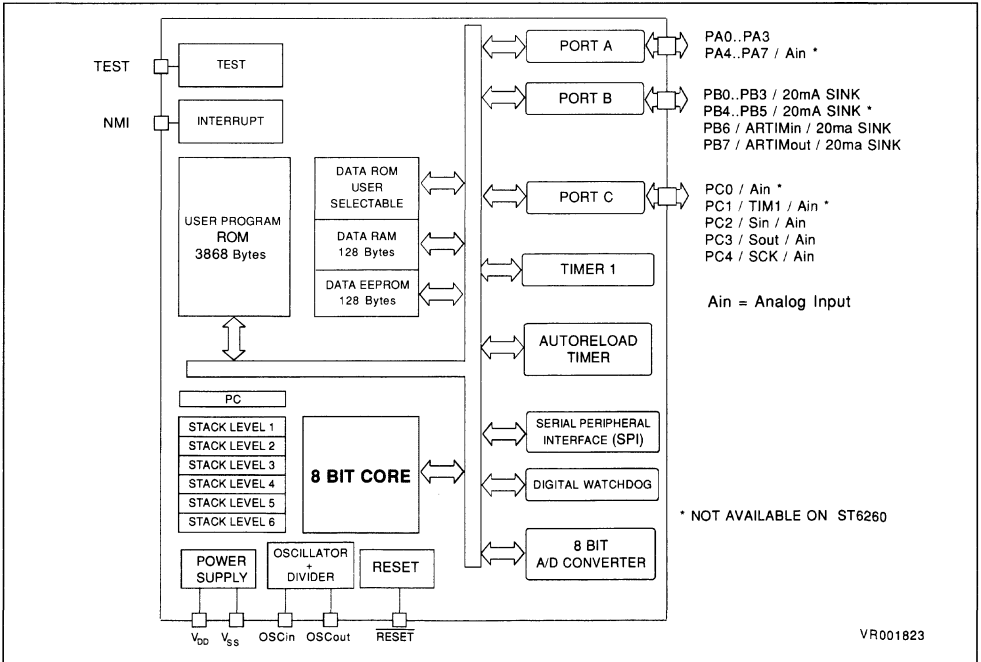 TEST
TEST
NMI
INTERRUPT
USER PROGRAM
ROM
3868 Bytes
DATA ROM
USER
SELECTABLE
DATA RAM
128 Bytes
DATA EEPROM
128 Bytes
PC
STACK LEVEL 1
STACK LEVEL 2
STACK LEVEL 3
STACK LEVEL 4
STACK LEVEL 5
STACK LEVEL 6
8 BIT CORE
POWER
SUPPLY
OSCILLATOR
+
DIVIDER
RESET
VDD
VSS
OSCin
OSCout
RESET
PORT A
PORT B
PORT C
TIMER 1
AUTORELOAD
TIMER
SERIAL PERIPHERAL
INTERFACE (SPI)
DIGITAL WATCHDOG
8 BIT
A/D CONVERTER
PA0..PA3
PA4..PA7 / Ain *
PB0..PB3 / 20mA SINK
PB4..PB5 / 20mA SINK *
PB6 / ARTIMin / 20ma SINK
PB7 / ARTIMout / 20ma SINK
PC0 / Ain *
PC1 / TIM1 / Ain *
PC2 / Sin / Ain
PC3 / Sout / Ain
PC4 / SCK / Ain
Ain = Analog Input
* NOT AVAILABLE ON ST6260
VR001823